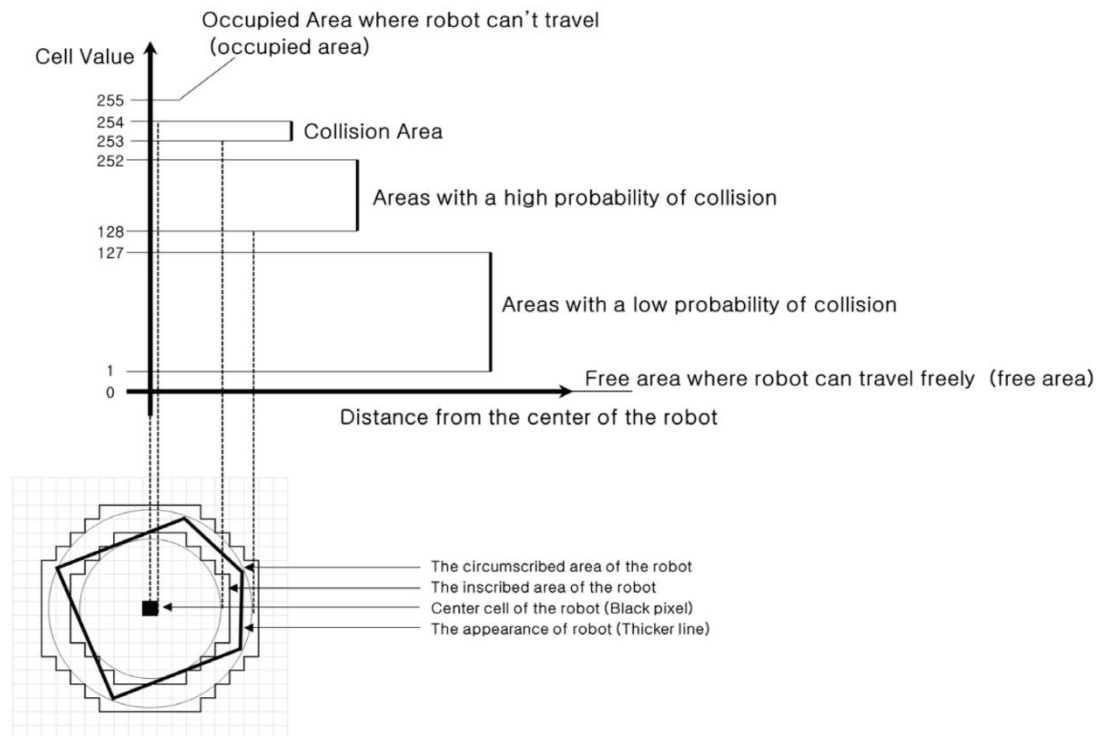 Occupied Area where robot can't travel
(occupied area)
Cell Value
255
254
Collision Area
253
252
Areas with a high probability of collision
128
127
Areas with a low probability of collision
1
Free area where robot can travel freely (free area)
0
Distance from the center of the robot
The circumscribed area of the robot
The inscribed area of the robot
Center cell of the robot (Black pixel)
The appearance of robot (Thicker line)